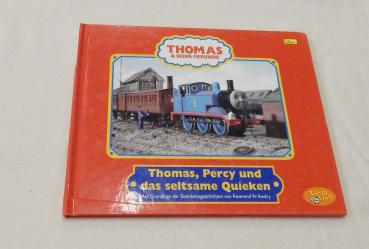 THOMAS
& SEINE FREUNDE
Thomas, Percy und
das seltsame Quieken
Auf Grundlage der Eisenbahngeschichten von Reverend W Awdry